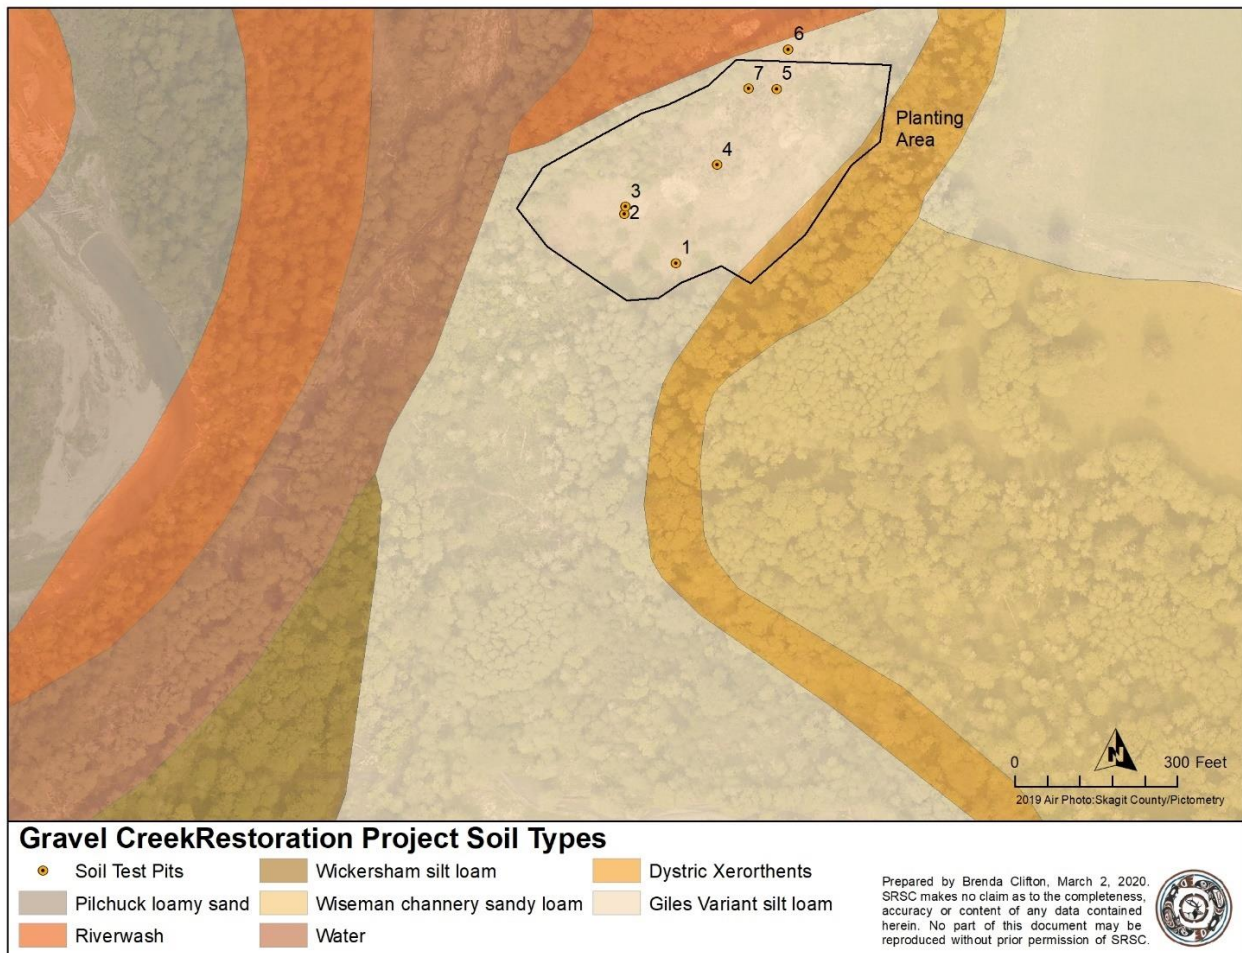 6
7
5
Planting
Area
4
3
2
1
N
0
300 Feet
2019 Air Photo:Skagit County/Pictometry
Gravel CreekRestoration Project Soil Types
Soil Test Pits
Wickersham silt loam
Dystric Xerorthents
Pilchuck loamy sand
Wiseman channery sandy loam
Giles Variant silt loam
Riverwash
Water
Prepared by Brenda Clifton, March 2, 2020.
SRSC makes no claim as to the completeness,
accuracy or content of any data contained
herein. No part of this document may be
reproduced without prior permission of SRSC.